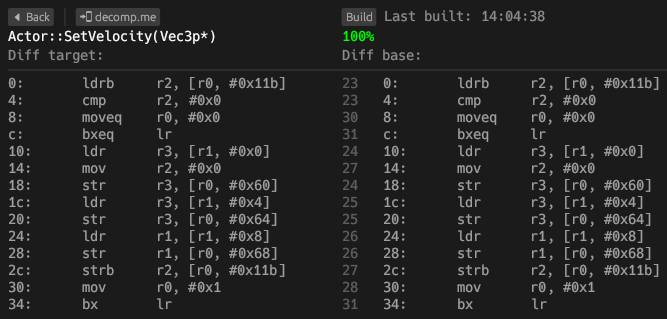 Back decomp.me Build Last built: 14:04:38
Actor::SetVelocity(Vec3p*) 100%
Diff target: Diff base:
0: ldrb r2, [r0, #0x11b] 23 0: ldrb r2, [r0, #0x11b]
4: cmp r2, #0x0 23 4: cmp r2, #0x0
8: moveq r0, #0x0 30 8: moveq r0, #0x0
c: bxeq lr 31 c: bxeq lr
10: ldr r3, [r1, #0x0] 24 10: ldr r3, [r1, #0x0]
14: mov r2, #0x0 27 14: mov r2, #0x0
18: str r3, [r0, #0x60] 24 18: str r3, [r0, #0x60]
1c: ldr r3, [r1, #0x4] 25 1c: ldr r3, [r1, #0x4]
20: str r3, [r0, #0x64] 25 20: str r3, [r0, #0x64]
24: ldr r1, [r1, #0x8] 26 24: ldr r1, [r1, #0x8]
28: str r1, [r0, #0x68] 26 28: str r1, [r0, #0x68]
2c: strb r2, [r0, #0x11b] 27 2c: strb r2, [r0, #0x11b]
30: mov r0, #0x1 28 30: mov r0, #0x1
34: bx lr 31 34: bx lr